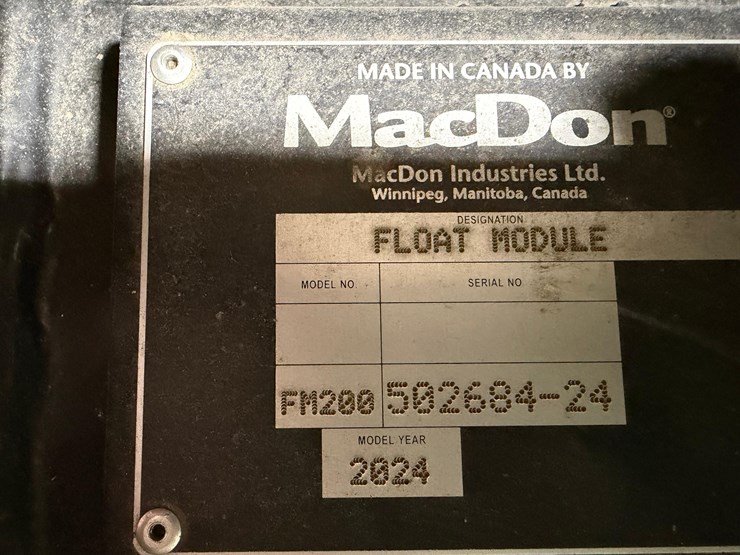 MADE IN CANADA BY
MacDon®
MacDon Industries Ltd.
Winnipeg, Manitoba, Canada
DESIGNATION
FLOAT MODULE
MODEL NO SERIAL NO
FM200 502684-24
MODEL YEAR
2024